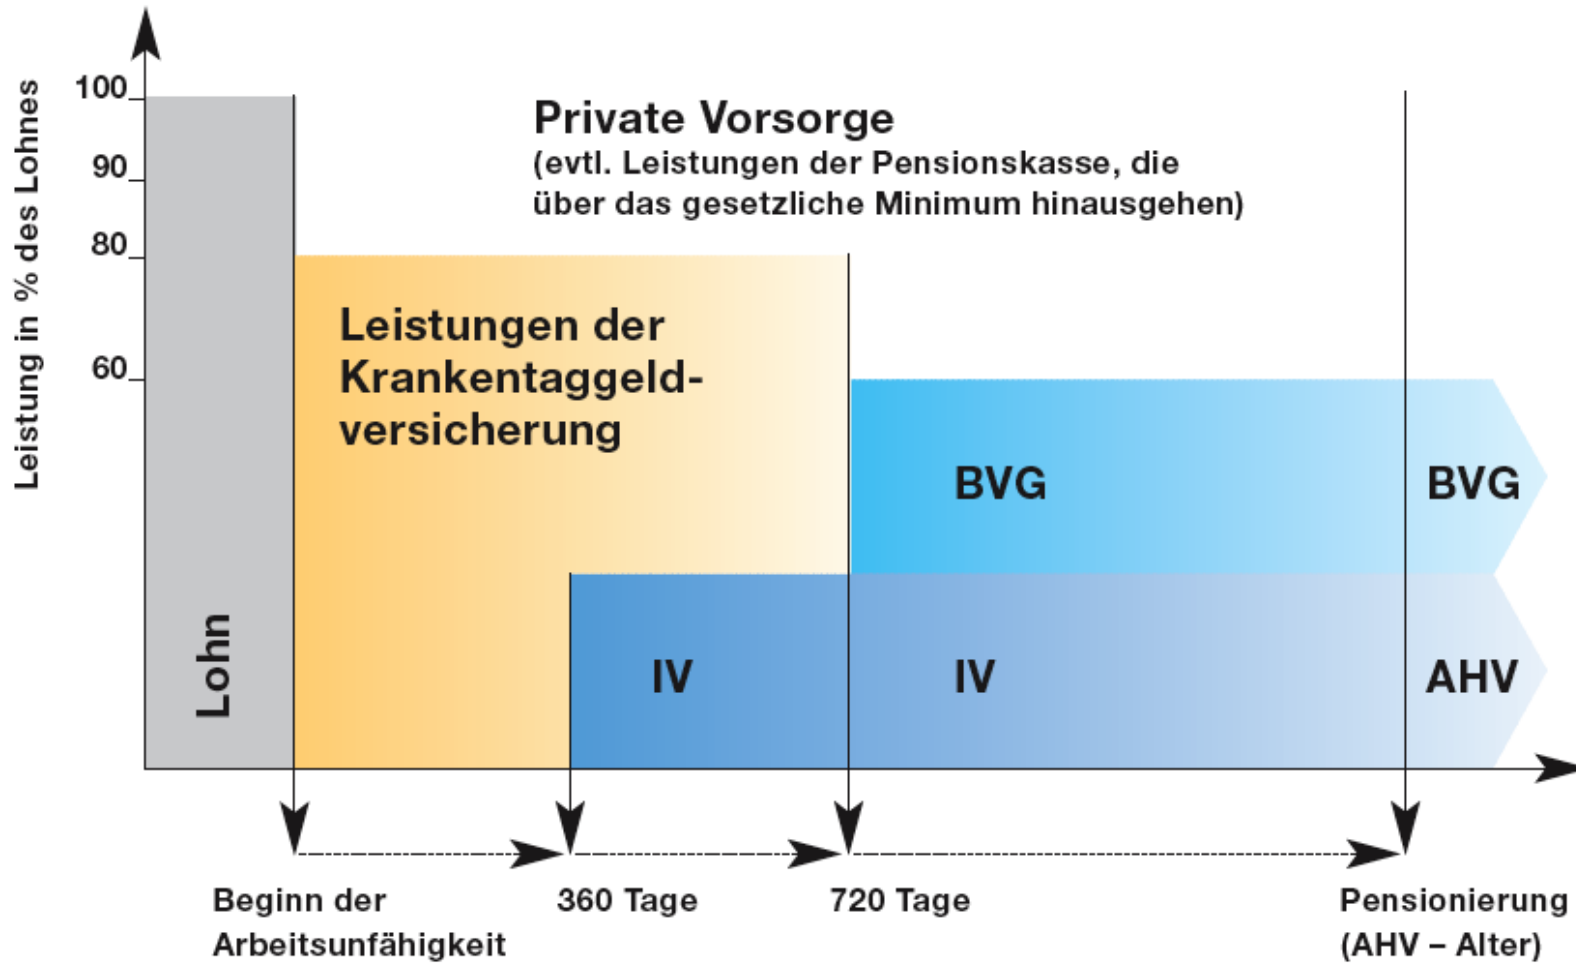 Leistung in % des Lohnes
100
90
80
60
Private Vorsorge
(evtl. Leistungen der Pensionskasse, die
über das gesetzliche Minimum hinausgehen)
Lohn
Leistungen der
Krankentaggeld-
versicherung
BVG
BVG
IV
IV
AHV
Beginn der
Arbeitsunfähigkeit
360 Tage
720 Tage
Pensionierung
(AHV – Alter)